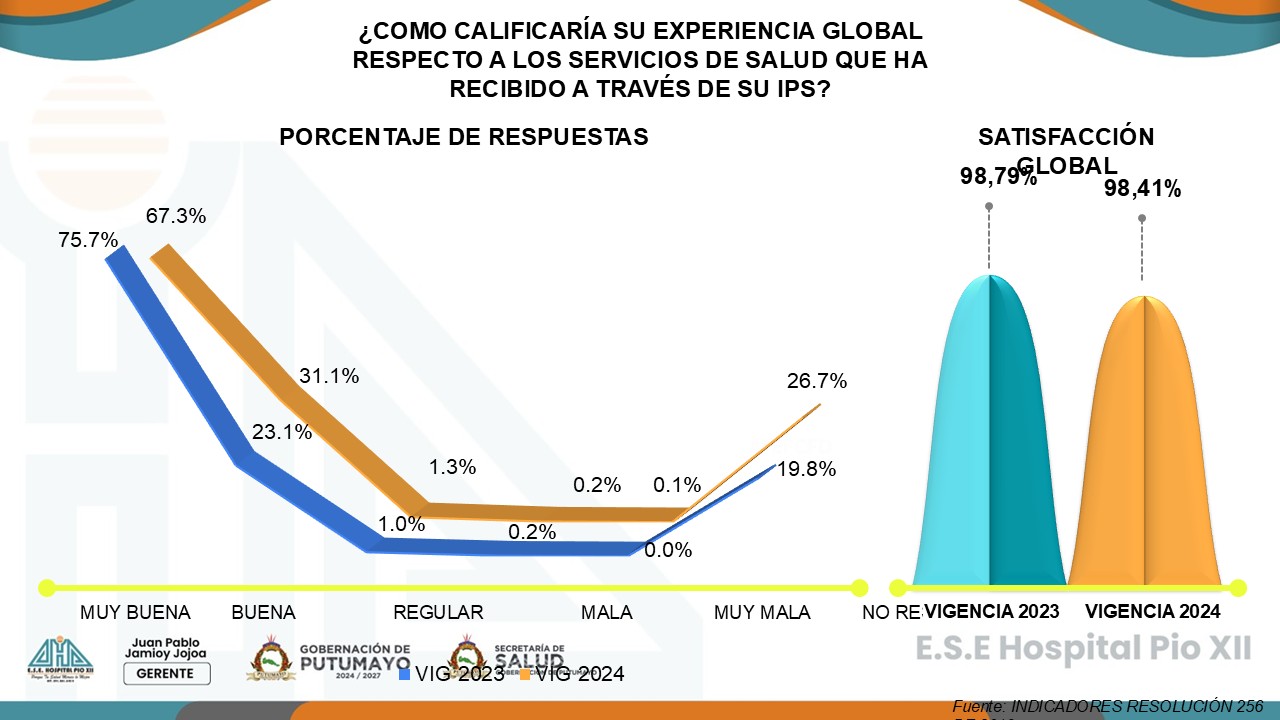 ¿COMO CALIFICARÍA SU EXPERIENCIA GLOBAL
RESPECTO A LOS SERVICIOS DE SALUD QUE HA
RECIBIDO A TRAVÉS DE SU IPS?
PORCENTAJE DE RESPUESTAS
75.7%
67.3%
23.1%
31.1%
1.0%
1.3%
0.2%
0.2%
0.0%
0.1%
19.8%
26.7%
MUY BUENA
BUENA
REGULAR
MALA
MUY MALA
NO RE
VIG 2023
VIG 2024
SATISFACCIÓN
GLOBAL
98,79%
98,41%
VIGENCIA 2023
VIGENCIA 2024
E.S.E. HOSPITAL PIO XII
Juan Pablo
Jamioy Jojoa
GERENTE
GOBERNACIÓN DE
PUTUMAYO
2024 / 2027
SECRETARÍA DE
SALUD
E.S.E Hospital Pio XII
Fuente: INDICADORES RESOLUCIÓN 256